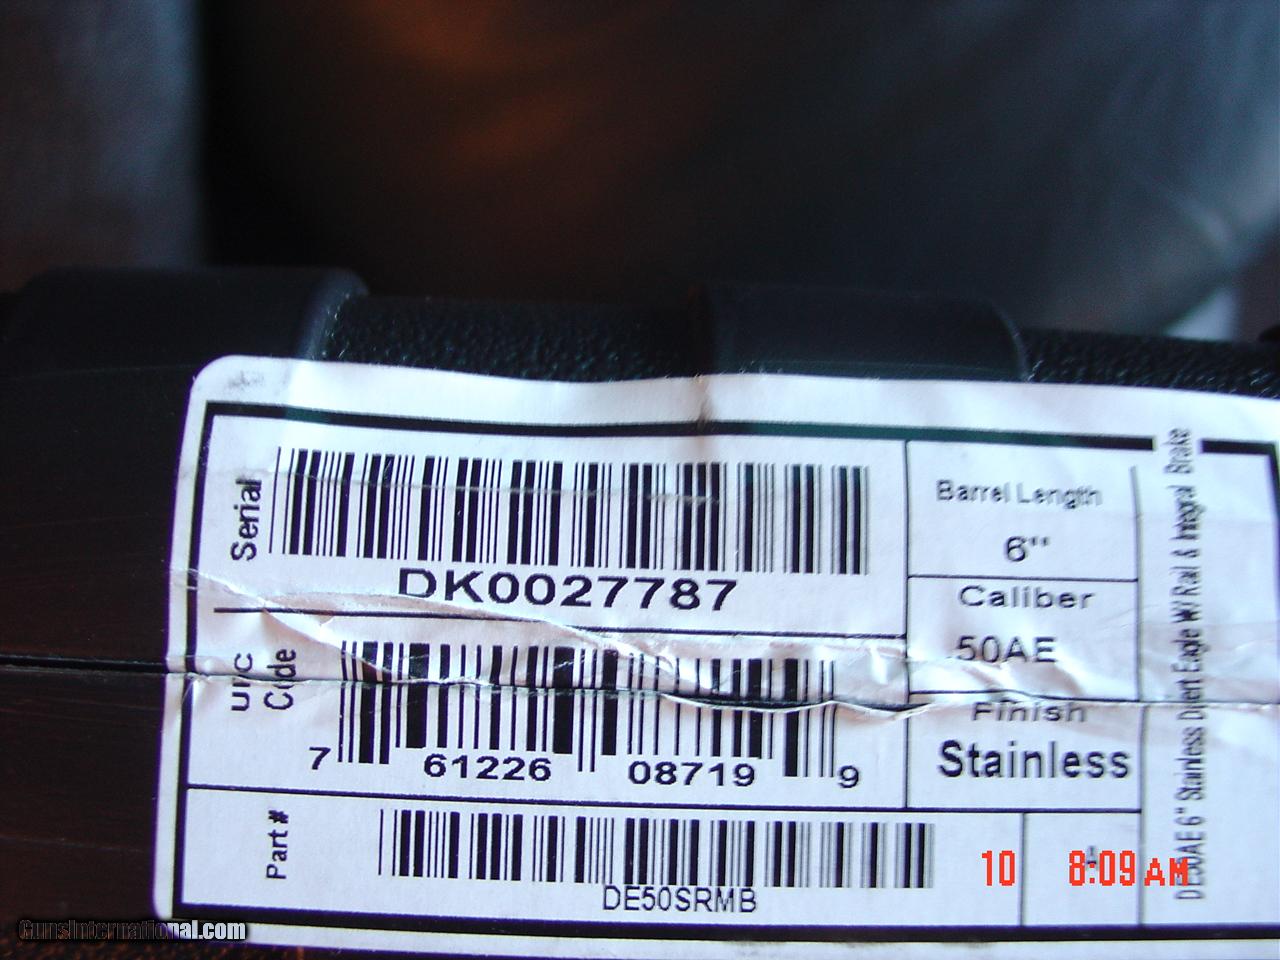 Serial
DK0027787
Barrel Length
6"
Caliber
50AE
UPC
Code
7 61226 08719 9
Finish
Stainless
Part #
DE50SRMB
DE50AE 6" Stainless Desert Eagle W/ Rail & Integral Brake
10 8:09 AM
GunsInternational.com